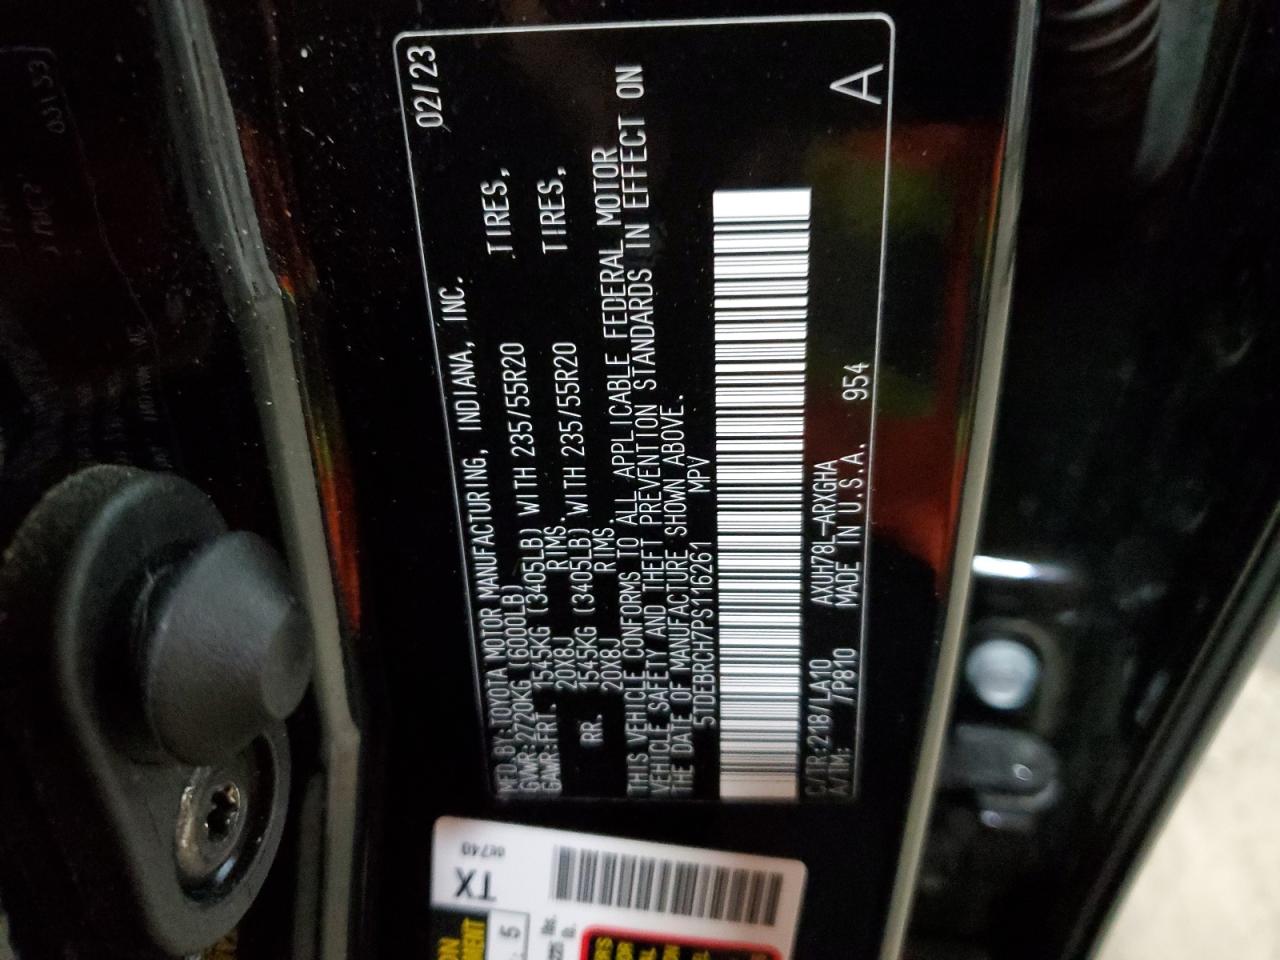 02/23
MFD. BY: TOYOTA MOTOR MANUFACTURING, INDIANA, INC.
GVWR: 2720KG (6000LB)
GAWR: FRT. 1545KG (3405LB) WITH 235/55R20 TIRES,
20X8J RIMS.
RR. 1545KG (3405LB) WITH 235/55R20 TIRES,
20X8J RIMS.
THIS VEHICLE CONFORMS TO ALL APPLICABLE FEDERAL MOTOR
VEHICLE SAFETY AND THEFT PREVENTION STANDARDS IN EFFECT ON
THE DATE OF MANUFACTURE SHOWN ABOVE.
5TDEBRCH7PS116261 MPV
C/TR: 218/LA10 AXUH78L-ARXGHA
A/TM: /P810 MADE IN U.S.A. 954
A
TX
5